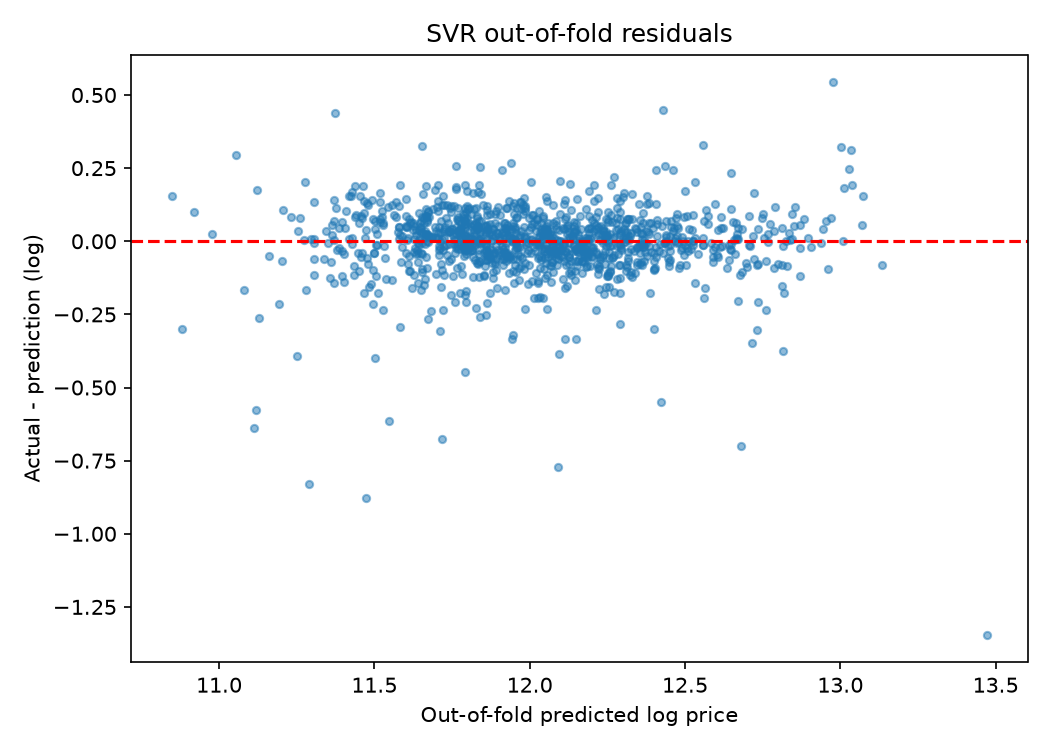 SVR out-of-fold residuals
Actual - prediction (log)
0.50
0.25
0.00
−0.25
−0.50
−0.75
−1.00
−1.25
11.0 11.5 12.0 12.5 13.0 13.5
Out-of-fold predicted log price